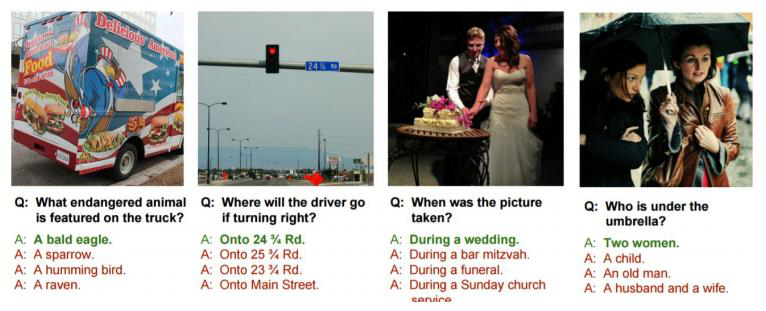 Delicious American
Food
24 ¾ Rd
Q: What endangered animal
is featured on the truck?
A: A bald eagle.
A: A sparrow.
A: A humming bird.
A: A raven.
Q: Where will the driver go
if turning right?
A: Onto 24 ¾ Rd.
A: Onto 25 ¾ Rd.
A: Onto 23 ¾ Rd.
A: Onto Main Street.
Q: When was the picture
taken?
A: During a wedding.
A: During a bar mitzvah.
A: During a funeral.
A: During a Sunday church
service.
Q: Who is under the
umbrella?
A: Two women.
A: A child.
A: An old man.
A: A husband and a wife.